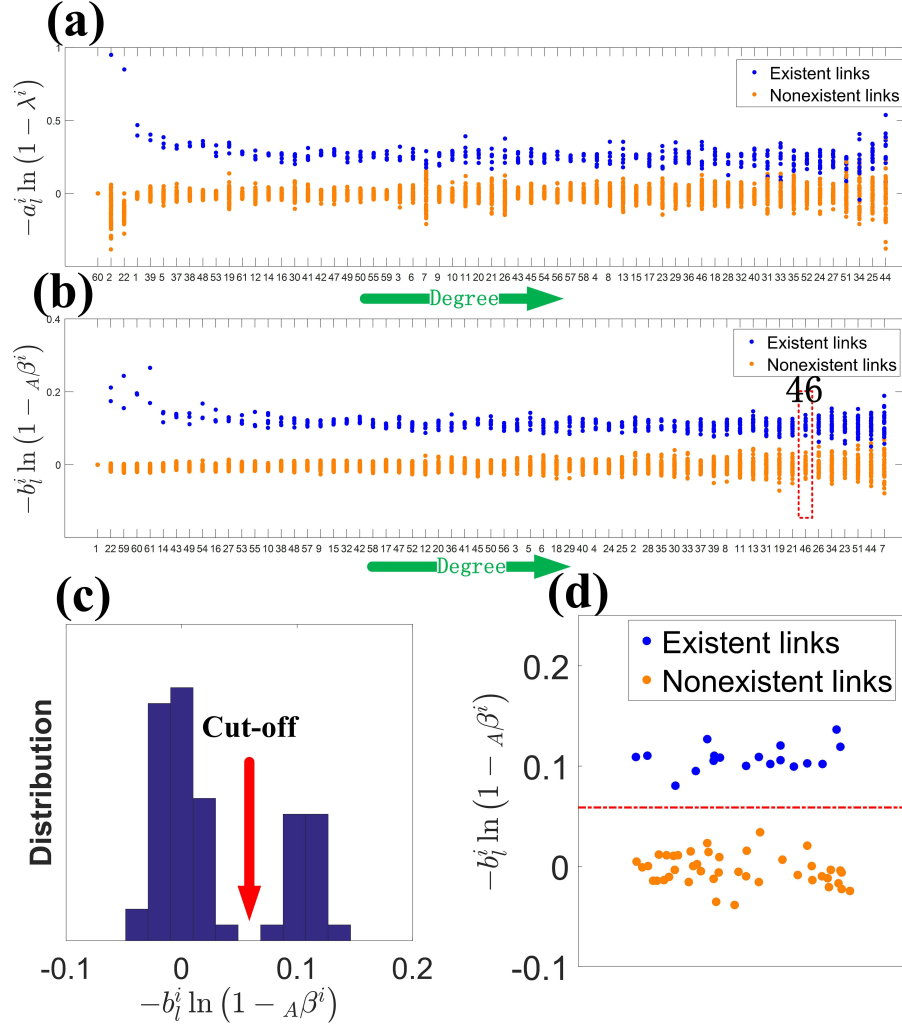 (a)
1
0.5
0
−a_l^i ln (1 − λ^i)
Existent links
Nonexistent links
60 2 22 1 39 5 37 38 48 53 19 61 12 14 16 30 41 42 47 49 50 55 59 3 6 7 9 10 11 20 21 26 43 45 54 56 57 58 4 8 13 15 17 23 29 36 46 18 28 32 40 31 33 35 52 24 27 51 34 25 44
Degree
(b)
0.4
0.2
0
−b_l^i ln (1 − _Aβ^i)
Existent links
Nonexistent links
46
1 22 59 60 61 14 43 49 54 16 27 53 55 10 38 48 57 9 15 32 42 58 17 47 52 12 20 36 41 45 50 56 3 5 6 18 29 40 4 24 25 2 28 35 30 33 37 39 8 11 13 31 19 21 46 26 34 23 51 44 7
Degree
(c)
Distribution
Cut-off
-0.1 0 0.1 0.2
−b_l^i ln (1 − _Aβ^i)
(d)
Existent links
Nonexistent links
0.2
0.1
0
-0.1
−b_l^i ln (1 − _Aβ^i)